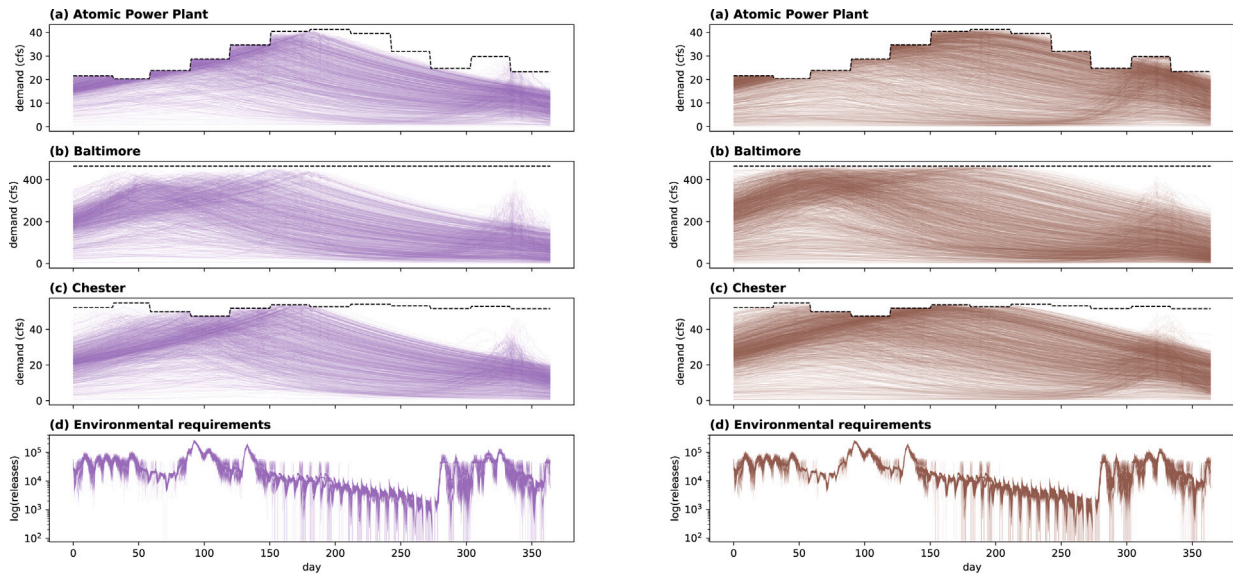 (a) Atomic Power Plant
demand (cfs)
40
30
20
10
0
(b) Baltimore
demand (cfs)
400
200
0
(c) Chester
demand (cfs)
40
20
0
(d) Environmental requirements
log(releases)
10⁵
10⁴
10³
10²
0 50 100 150 200 250 300 350
day
(a) Atomic Power Plant
demand (cfs)
40
30
20
10
0
(b) Baltimore
demand (cfs)
400
200
0
(c) Chester
demand (cfs)
40
20
0
(d) Environmental requirements
log(releases)
10⁵
10⁴
10³
10²
0 50 100 150 200 250 300 350
day